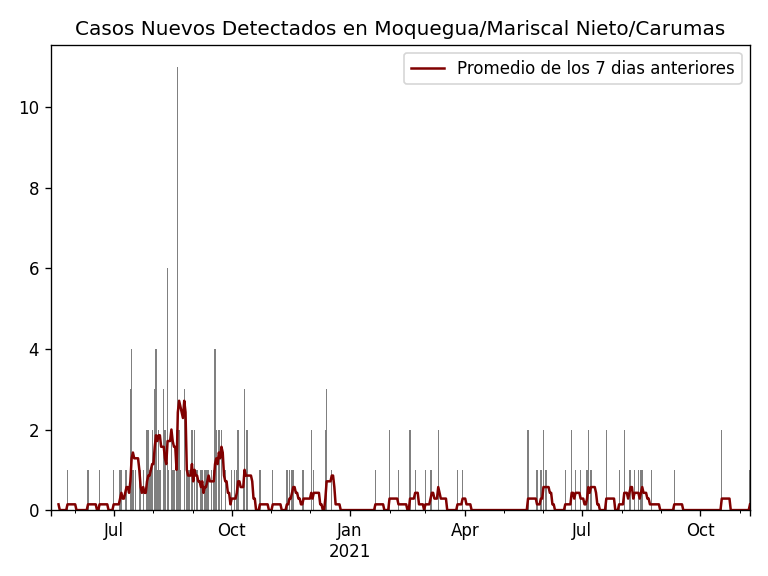 Casos Nuevos Detectados en Moquegua/Mariscal Nieto/Carumas
Promedio de los 7 dias anteriores
10
8
6
4
2
0
Jul Oct Jan Apr Jul Oct
2021